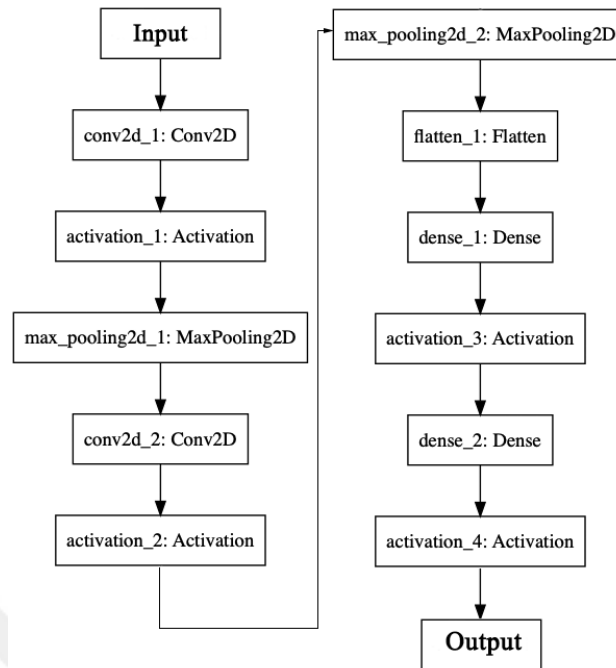 Input
conv2d_1: Conv2D
activation_1: Activation
max_pooling2d_1: MaxPooling2D
conv2d_2: Conv2D
activation_2: Activation
max_pooling2d_2: MaxPooling2D
flatten_1: Flatten
dense_1: Dense
activation_3: Activation
dense_2: Dense
activation_4: Activation
Output